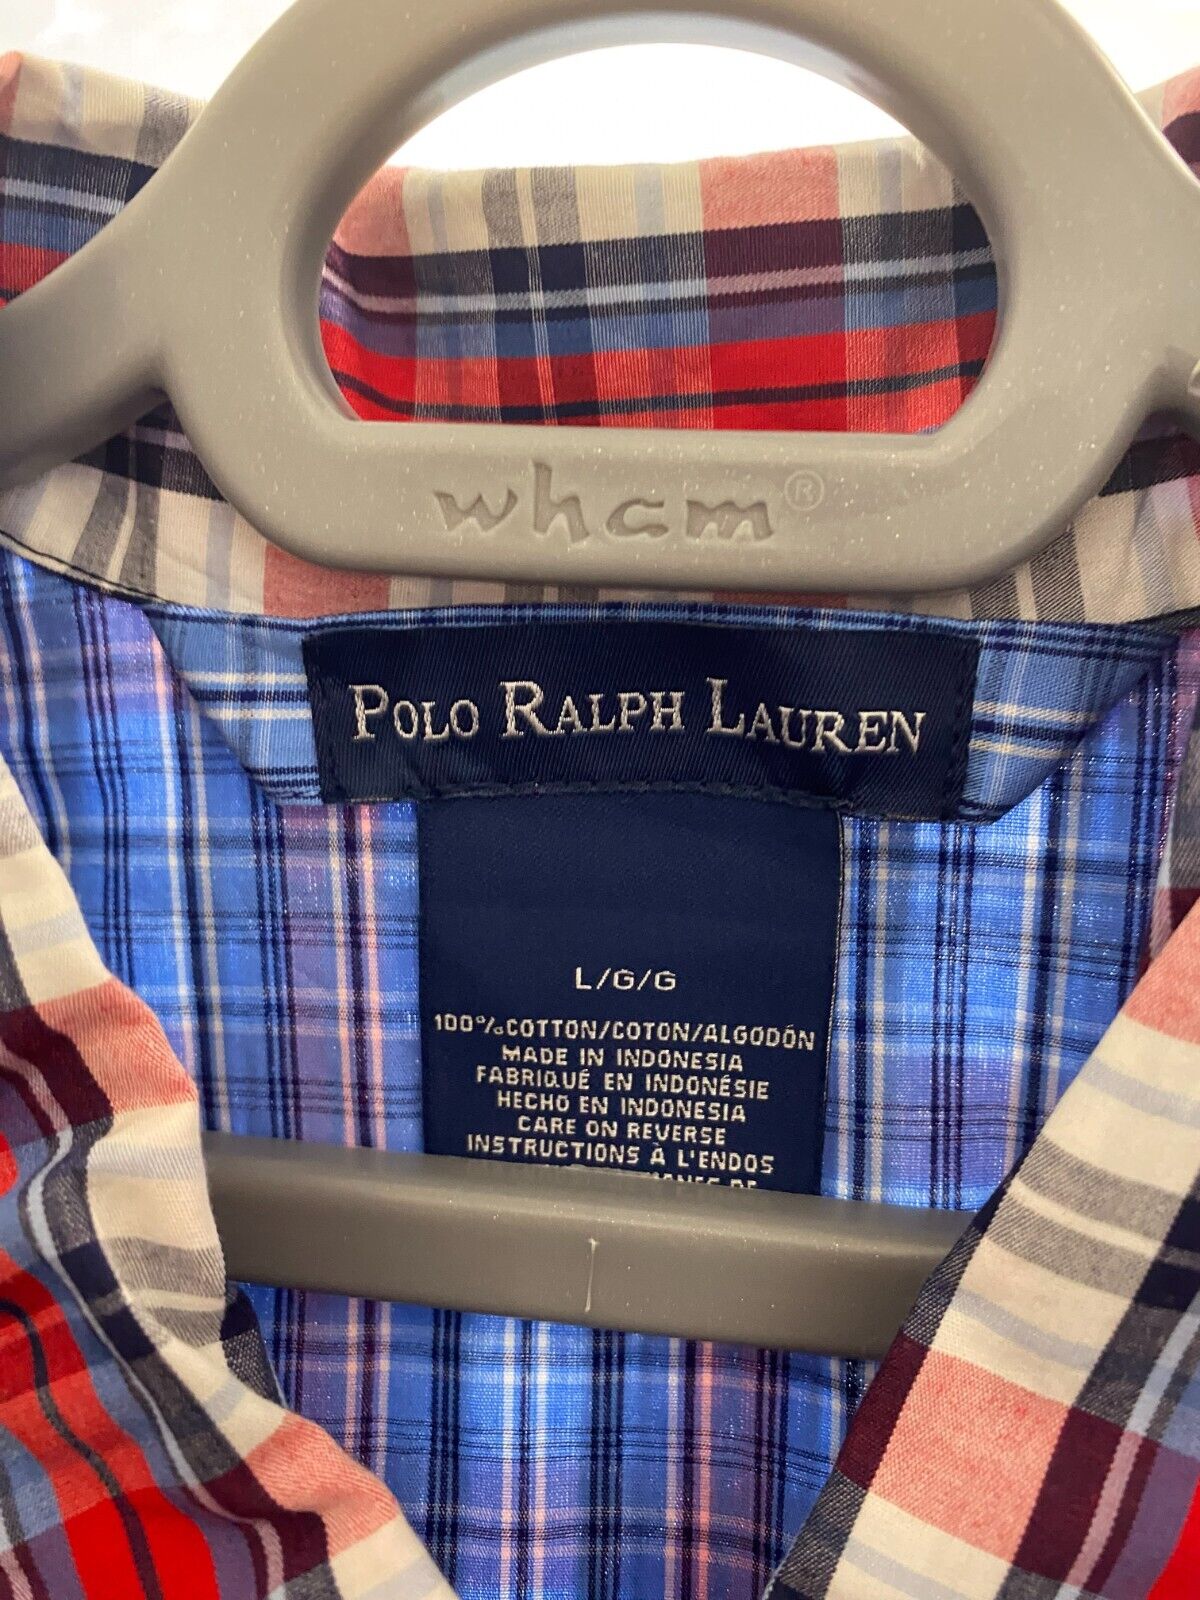 whcm®
POLO RALPH LAUREN
L/G/G
100%COTTON/COTON/ALGODÓN
MADE IN INDONESIA
FABRIQUÉ EN INDONÉSIE
HECHO EN INDONESIA
CARE ON REVERSE
INSTRUCTIONS À L'ENDOS